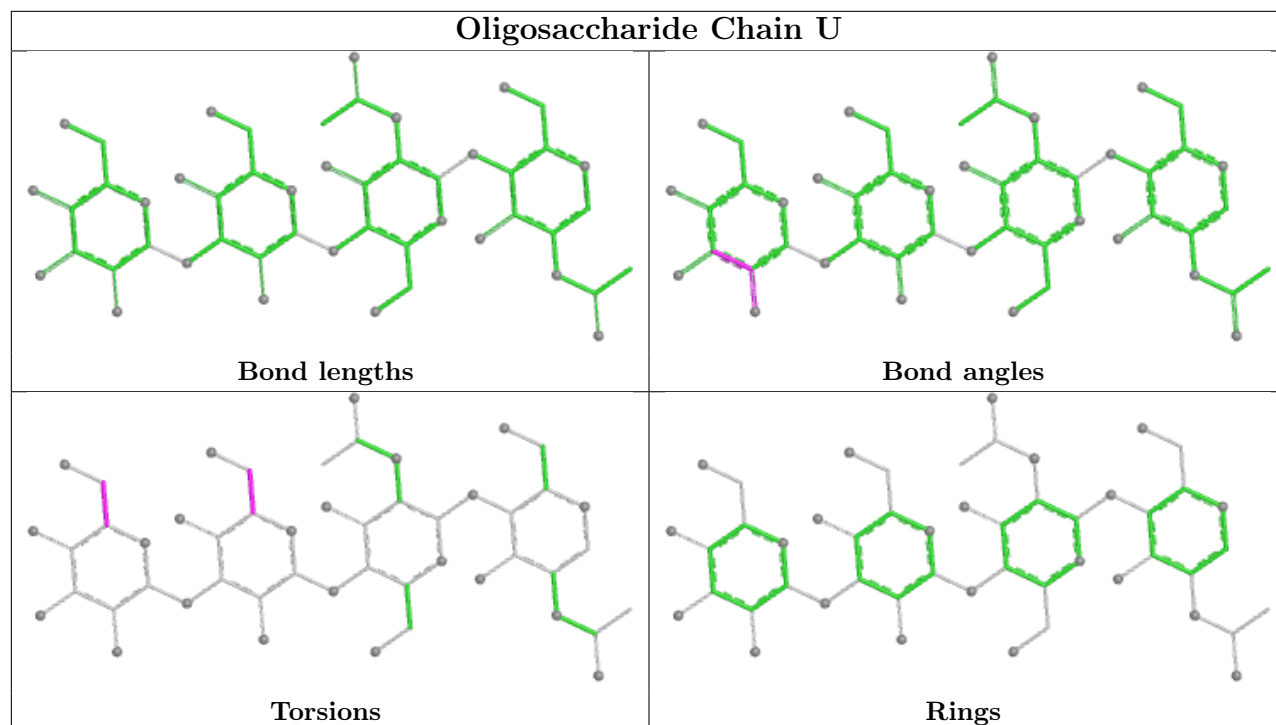 Oligosaccharide Chain U
Bond lengths
Bond angles
Torsions
Rings